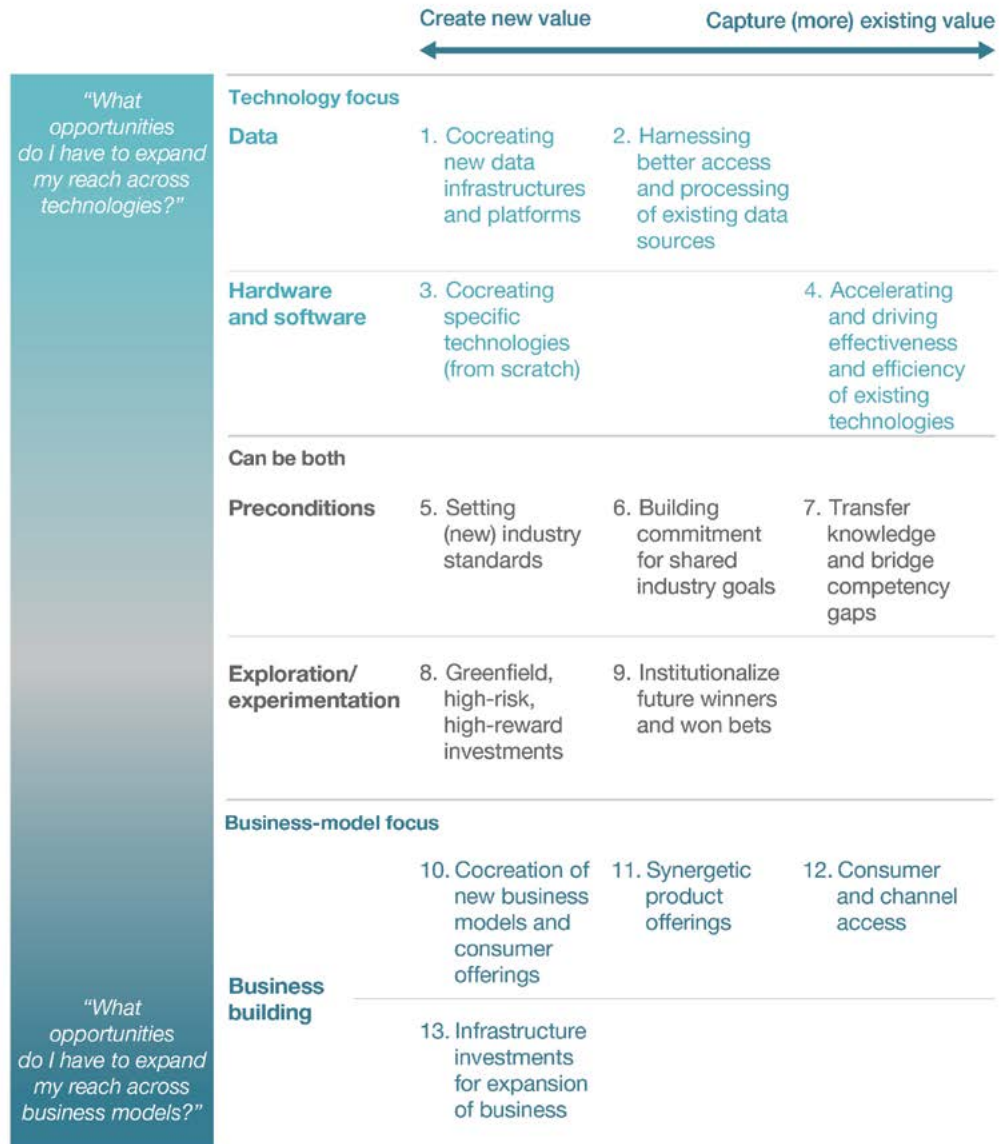 Create new value
Capture (more) existing value
"What
opportunities
do I have to expand
my reach across
technologies?"
Technology focus
Data
1. Cocreating
new data
infrastructures
and platforms
2. Harnessing
better access
and processing
of existing data
sources
Hardware
and software
3. Cocreating
specific
technologies
(from scratch)
4. Accelerating
and driving
effectiveness
and efficiency
of existing
technologies
Can be both
Preconditions
5. Setting
(new) industry
standards
6. Building
commitment
for shared
industry goals
7. Transfer
knowledge
and bridge
competency
gaps
Exploration/
experimentation
8. Greenfield,
high-risk,
high-reward
investments
9. Institutionalize
future winners
and won bets
Business-model focus
Business
building
10. Cocreation of
new business
models and
consumer
offerings
11. Synergetic
product
offerings
12. Consumer
and channel
access
13. Infrastructure
investments
for expansion
of business
"What
opportunities
do I have to expand
my reach across
business models?"